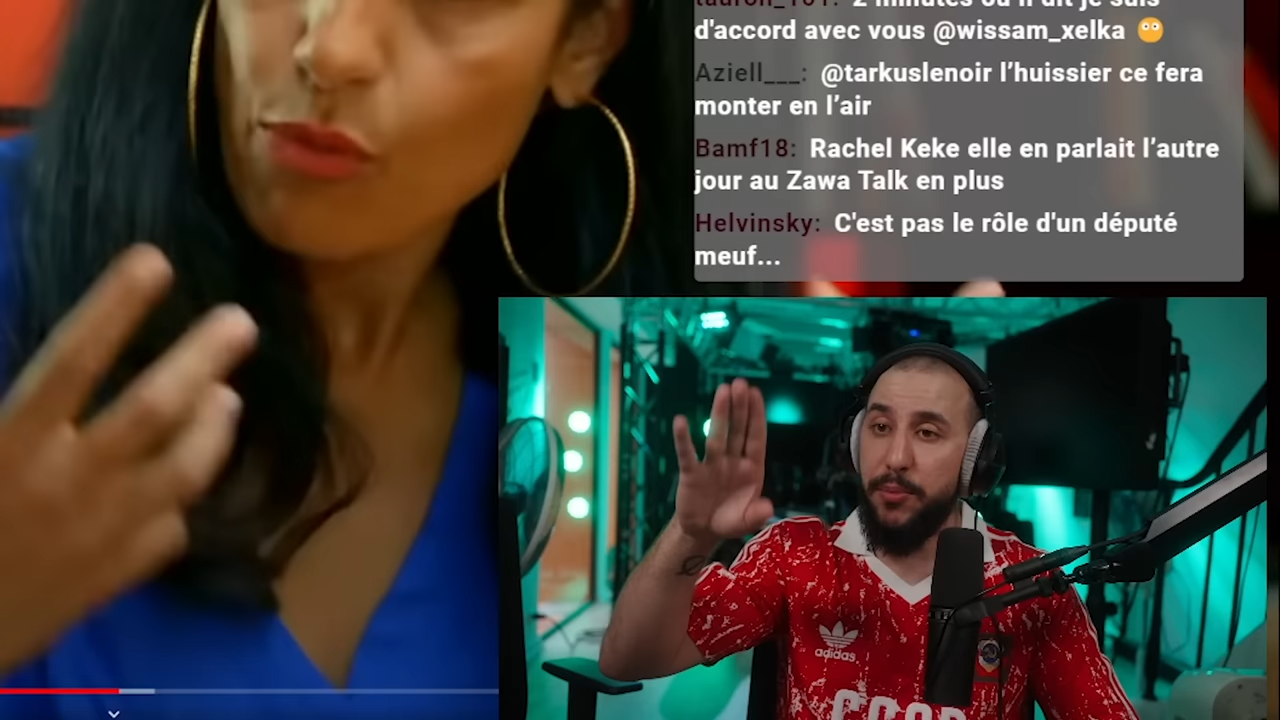 d'accord avec vous @wissam_xelka 😶
Aziell___: @tarkuslenoir l’huissier ce fera
monter en l’air
Bamf18: Rachel Keke elle en parlait l’autre
jour au Zawa Talk en plus
Helvinsky: C'est pas le rôle d'un député
meuf...
adidas